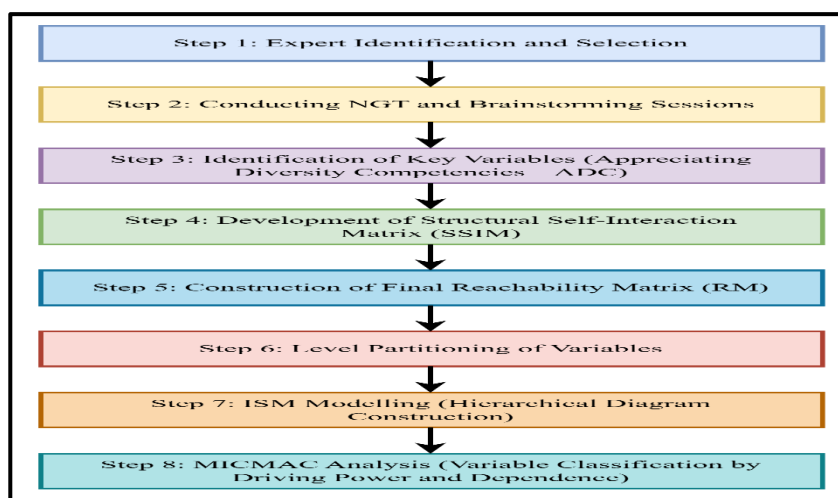 Step 1: Expert Identification and Selection
Step 2: Conducting NGT and Brainstorming Sessions
Step 3: Identification of Key Variables (Appreciating
Diversity Competencies ADC)
Step 4: Development of Structural Self-Interaction
Matrix (SSIM)
Step 5: Construction of Final Reachability Matrix (RM)
Step 6: Level Partitioning of Variables
Step 7: ISM Modelling (Hierarchical Diagram
Construction)
Step 8: MICMAC Analysis (Variable Classification by
Driving Power and Dependence)